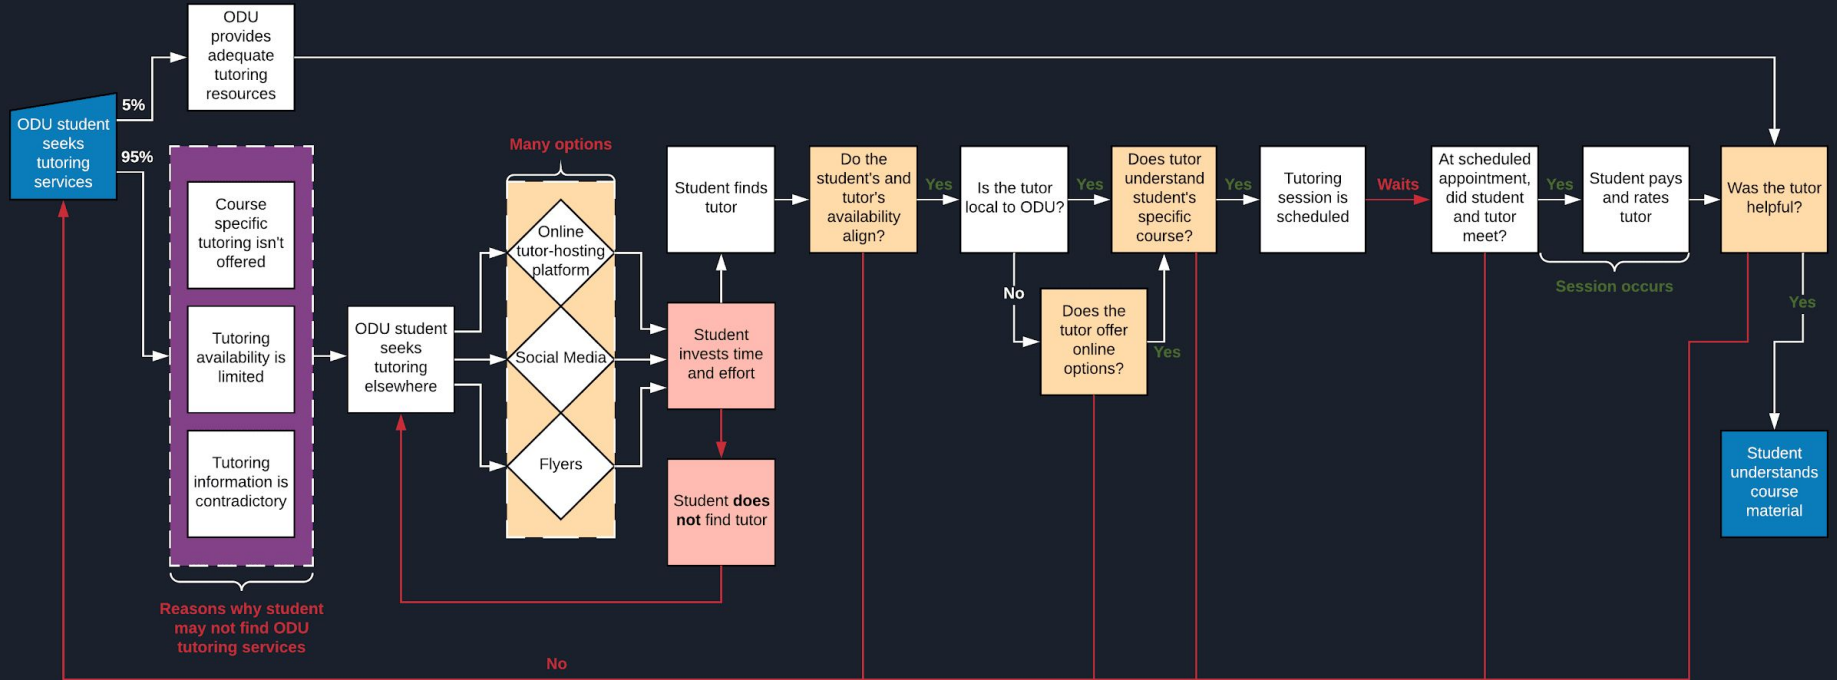 ODU
provides
adequate
tutoring
resources
5%
ODU student
seeks
tutoring
services
95%
Course
specific
tutoring isn't
offered
Tutoring
availability is
limited
Tutoring
information is
contradictory
Reasons why student
may not find ODU
tutoring services
ODU student
seeks
tutoring
elsewhere
Many options
Online
tutor-hosting
platform
Social Media
Flyers
Student finds
tutor
Student
invests time
and effort
Student does
not find tutor
Do the
student's and
tutor's
availability
align?
Yes
Is the tutor
local to ODU?
Yes
No
Does the
tutor offer
online
options?
Yes
Does tutor
understand
student's
specific
course?
Yes
Tutoring
session is
scheduled
Waits
At scheduled
appointment,
did student
and tutor
meet?
Yes
Student pays
and rates
tutor
Session occurs
Was the tutor
helpful?
Yes
Student
understands
course
material
No